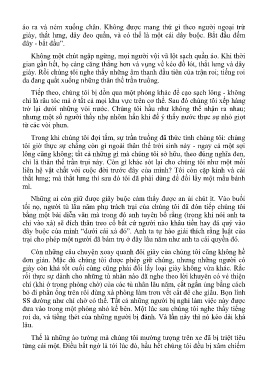 áo ra và ném xuống chăn. Không được mang thứ gì theo người ngoại trừ
giày, thắt lưng, dây đeo quần, và có thể là một cái dây buộc. Bắt đầu đếm
đây - bắt đầu”.
Không một chút ngập ngừng, mọi người vội vã lột sạch quần áo. Khi thời
gian gần hết, họ càng căng thẳng hơn và vụng về kéo đồ lót, thắt lưng và dây
giày. Rồi chúng tôi nghe thấy những âm thanh đầu tiên của trận roi; tiếng roi
da đang quất xuống những thân thể trần truồng.
Tiếp theo, chúng tôi bị dồn qua một phòng khác để cạo sạch lông - không
chỉ là râu tóc mà ở tất cả mọi khu vực trên cơ thể. Sau đó chúng tôi xếp hàng
trở lại dưới những vòi nước. Chúng tôi hầu như không thể nhận ra nhau;
nhưng một số người thấy nhẹ nhõm hẳn khi để ý thấy nước thực sự nhỏ giọt
từ các vòi phun.
Trong khi chúng tôi đợi tắm, sự trần truồng đã thức tỉnh chúng tôi: chúng
tôi giờ thực sự chẳng còn gì ngoài thân thể trời sinh này - ngay cả một sợi
lông cũng không; tất cả những gì mà chúng tôi sở hữu, theo đúng nghĩa đen,
chỉ là thân thể trần trụi này. Còn gì khác sót lại cho chúng tôi như một mối
liên hệ vật chất với cuộc đời trước đây của mình? Tôi còn cặp kính và cái
thắt lưng; mà thắt lưng thì sau đó tôi đã phải dùng để đổi lấy một mẩu bánh
mì.
Những ai còn giữ được giày buộc cảm thấy được an ủi chút ít. Vào buổi
tối nọ, người tù lâu năm phụ trách trại của chúng tôi đã đón tiếp chúng tôi
bằng một bài diễn văn mà trong đó anh tuyên bố rằng (trong khi nói anh ta
chỉ vào xà) sẽ đích thân treo cổ bất cứ người nào khâu tiền hay đá quý vào
dây buộc của mình “dưới cái xà đó”. Anh ta tự hào giải thích rằng luật của
trại cho phép một người đã bám trụ ở đây lâu năm như anh ta cái quyền đó.
Còn những câu chuyện xoay quanh đôi giày của chúng tôi cũng không hề
đơn giản. Mặc dù chúng tôi được phép giữ chúng, nhưng những người có
giày còn khá tốt cuối cùng cũng phải đổi lấy loại giày không vừa khác. Rắc
rối thực sự dành cho những tù nhân nào đã nghe theo lời khuyên có vẻ thiện
chí (khi ở trong phòng chờ) của các tù nhân lâu năm, cắt ngắn ủng bằng cách
bỏ đi phần ống rồi dùng xà phòng làm trơn vết cắt để che giấu. Bọn lính
SS dường như chỉ chờ có thế. Tất cả những người bị nghi làm việc này được
đưa vào trong một phòng nhỏ kế bên. Một lúc sau chúng tôi nghe thấy tiếng
roi da, và tiếng thét của những người bị đánh. Và lần này thì nó kéo dài khá
lâu.
Thế là những ảo tưởng mà chúng tôi mường tượng trên xe đã bị triệt tiêu
từng cái một. Điều bất ngờ là tới lúc đó, hầu hết chúng tôi đều bị xâm chiếm